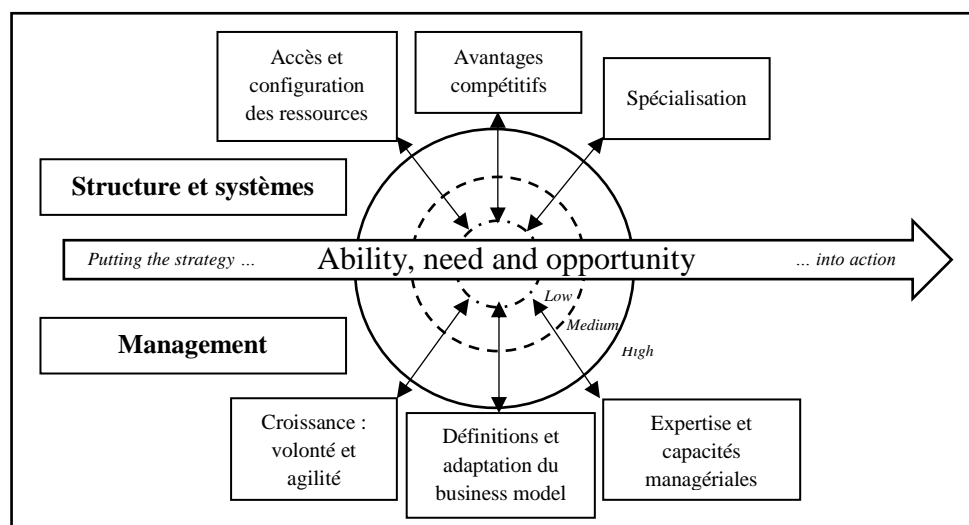 Accès et
configuration
des ressources
Avantages
compétitifs
Spécialisation
Structure et systèmes
Putting the strategy …
Ability, need and opportunity
… into action
Low
Medium
High
Management
Croissance :
volonté et
agilité
Définitions et
adaptation du
business model
Expertise et
capacités
managériales